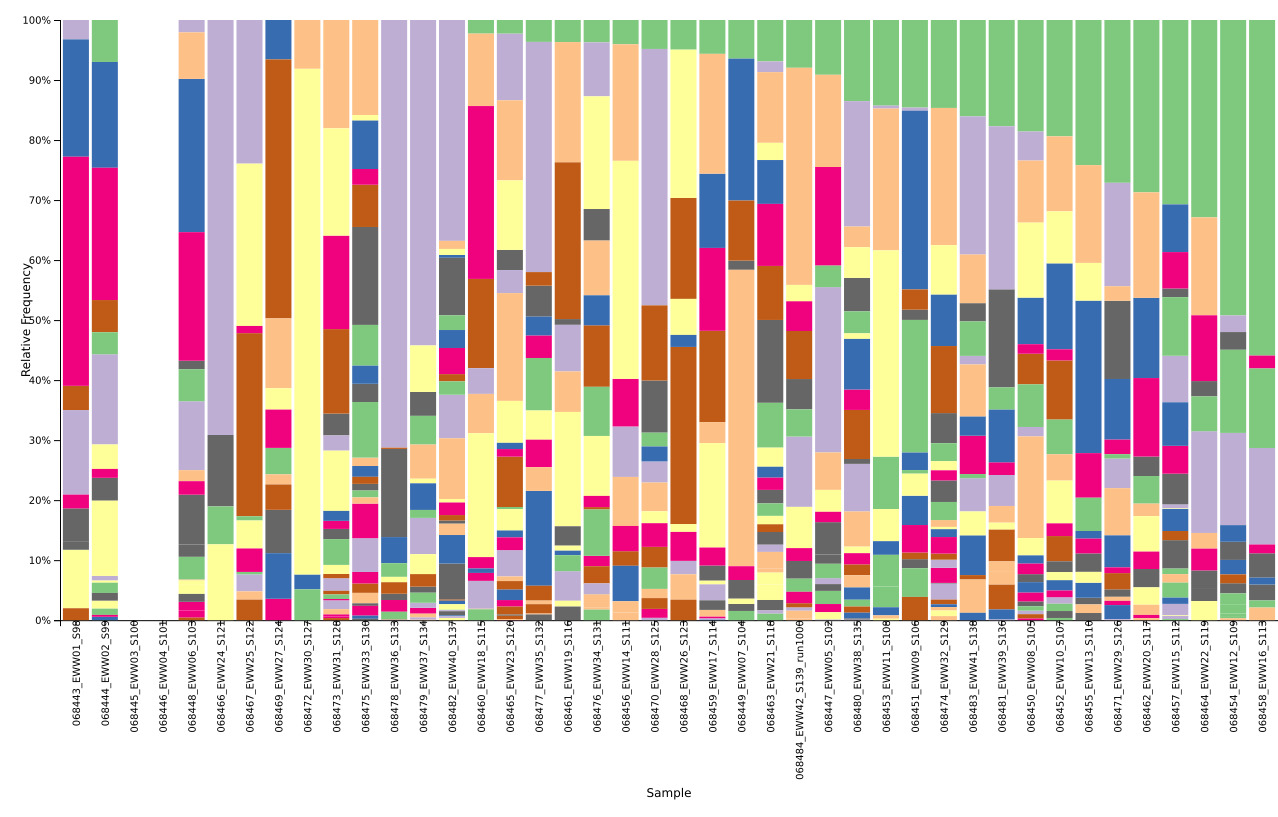 100%
90%
80%
70%
60%
50%
40%
30%
20%
10%
0%
Relative Frequency
068443_EWW01_S98
068444_EWW02_S99
068445_EWW03_S100
068446_EWW04_S101
068448_EWW06_S103
068466_EWW24_S121
068467_EWW25_S122
068469_EWW27_S124
068472_EWW30_S127
068473_EWW31_S128
068475_EWW33_S130
068478_EWW36_S133
068479_EWW37_S134
068482_EWW40_S137
068460_EWW18_S115
068465_EWW23_S120
068477_EWW35_S132
068461_EWW19_S116
068476_EWW34_S131
068456_EWW14_S111
068470_EWW28_S125
068468_EWW26_S123
068459_EWW17_S114
068449_EWW07_S104
068463_EWW21_S118
068484_EWW42_S139_run1000
068447_EWW05_S102
068480_EWW38_S135
068453_EWW11_S108
068451_EWW09_S106
068474_EWW32_S129
068483_EWW41_S138
068481_EWW39_S136
068450_EWW08_S105
068452_EWW10_S107
068455_EWW13_S110
068471_EWW29_S126
068462_EWW20_S117
068457_EWW15_S112
068464_EWW22_S119
068454_EWW12_S109
068458_EWW16_S113
Sample